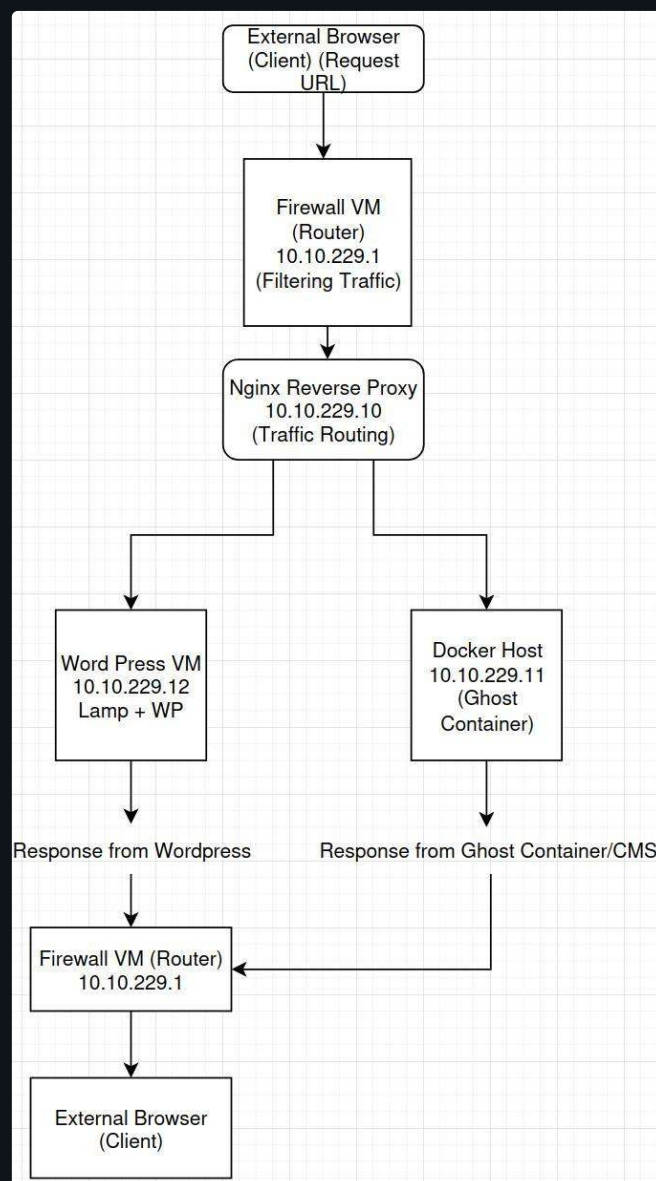 External Browser
(Client) (Request
URL)
Firewall VM
(Router)
10.10.229.1
(Filtering Traffic)
Nginx Reverse Proxy
10.10.229.10
(Traffic Routing)
Word Press VM
10.10.229.12
Lamp + WP
Docker Host
10.10.229.11
(Ghost
Container)
Response from Wordpress
Response from Ghost Container/CMS
Firewall VM (Router)
10.10.229.1
External Browser
(Client)